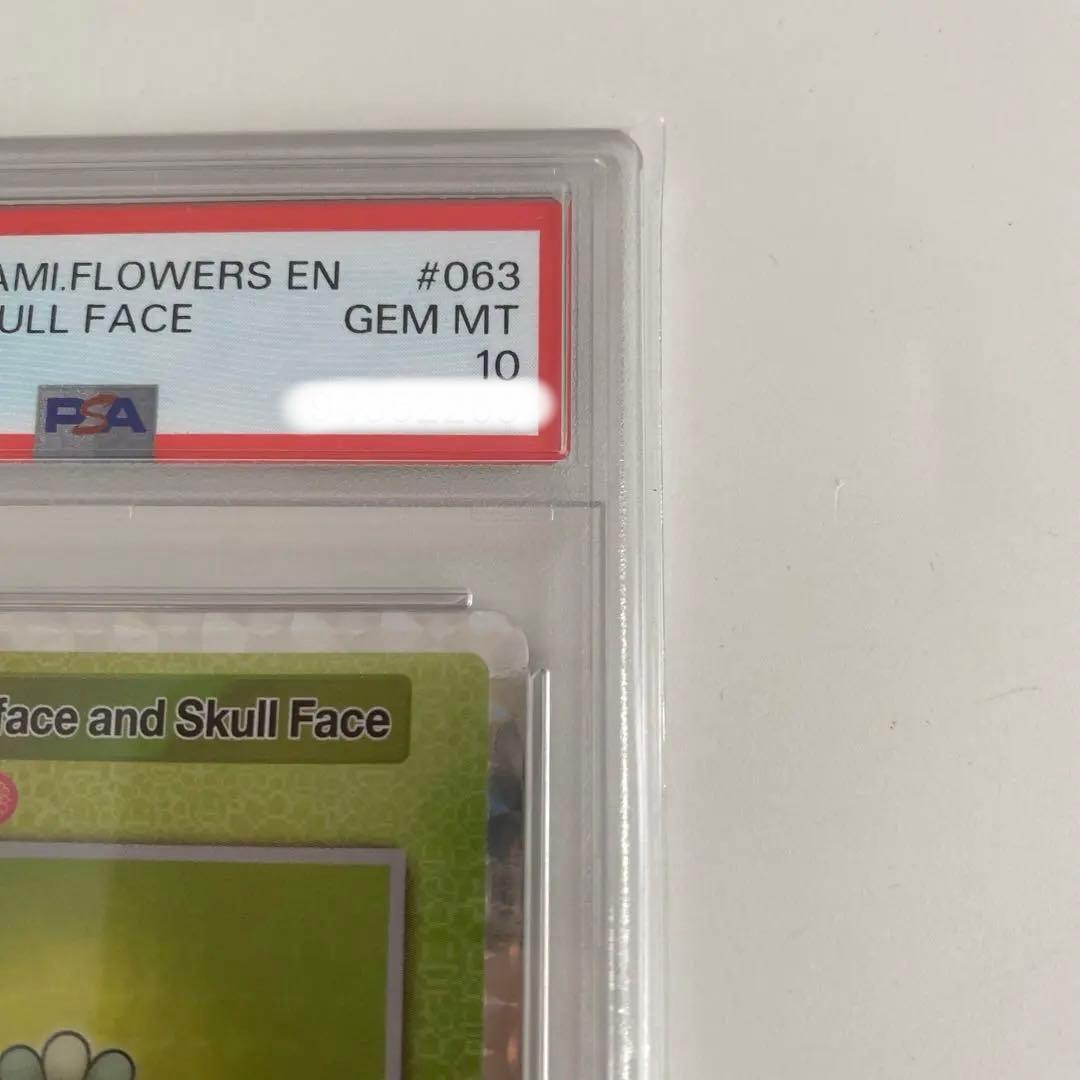 AMI.FLOWERS EN #063
ULL FACE GEM MT
10
PSA
face and Skull Face